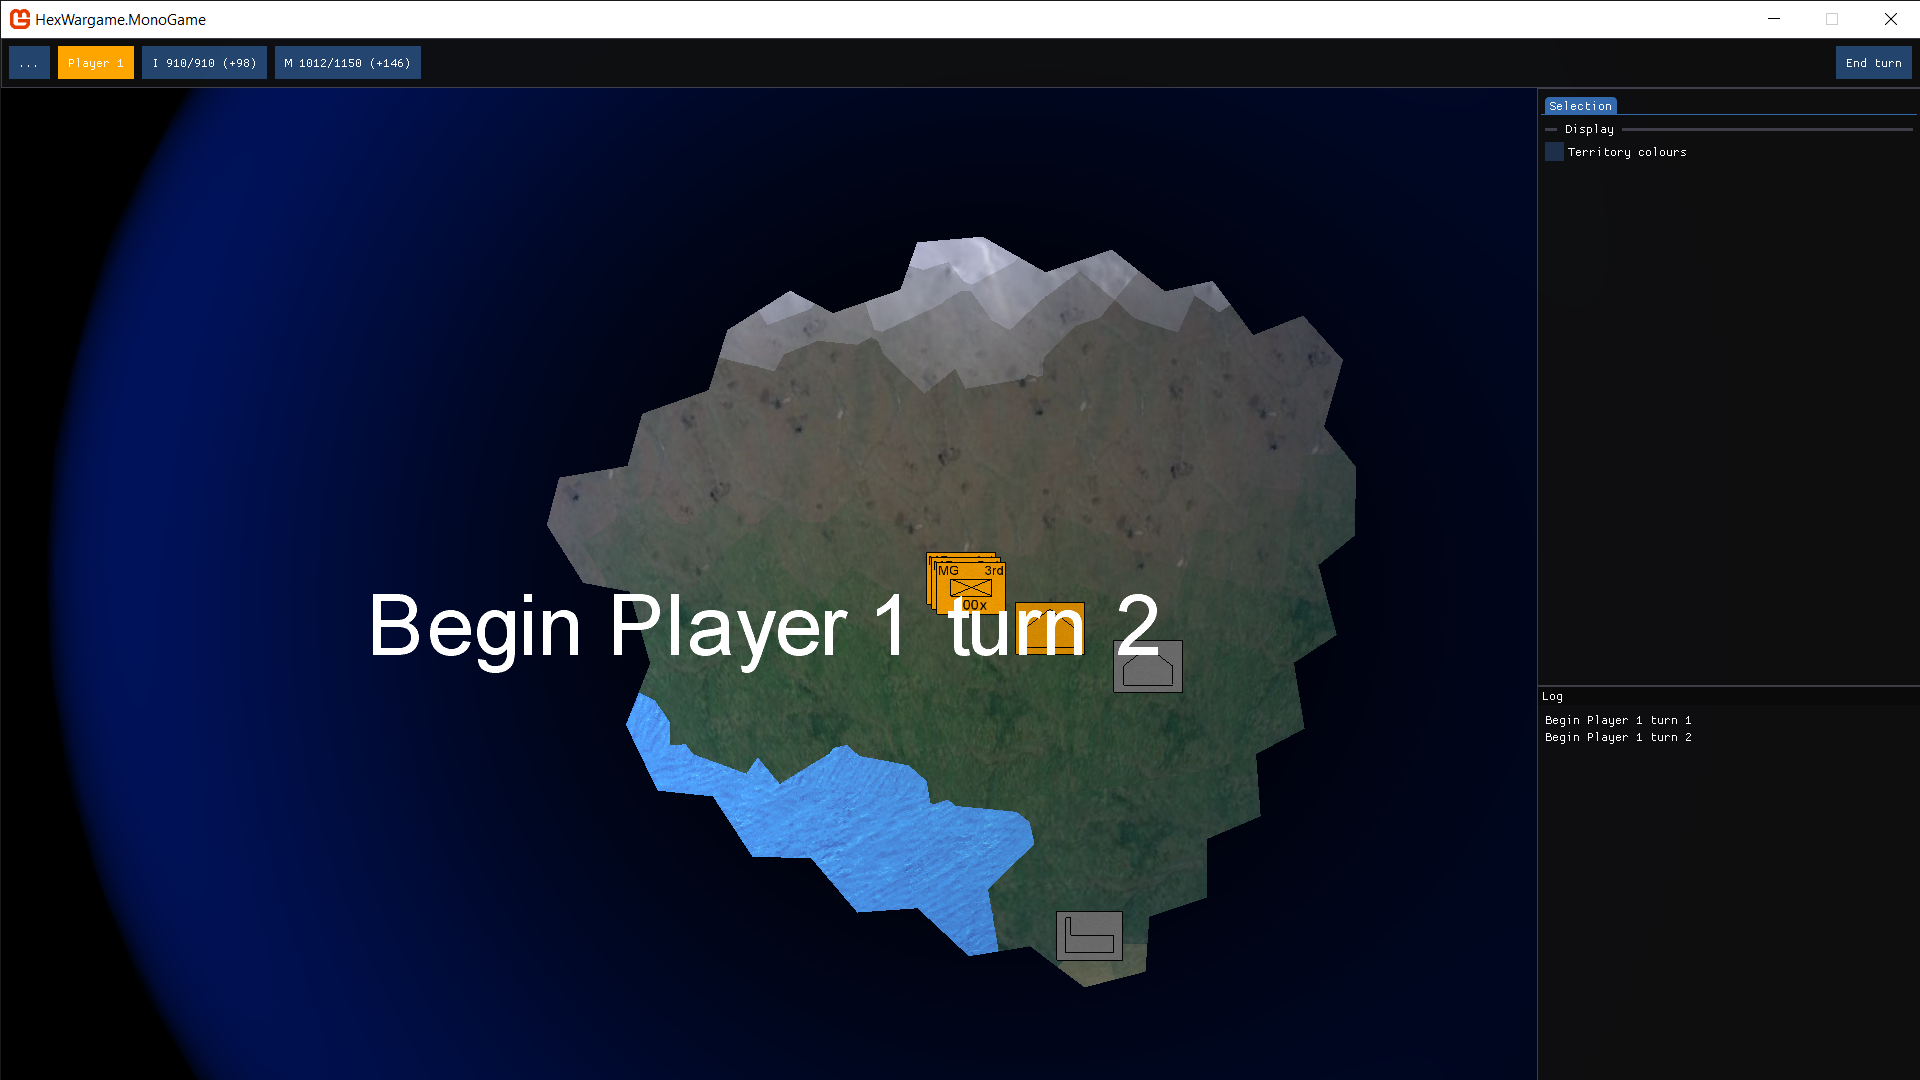 HexWargame.MonoGame
... Player 1 I 910/910 (+98) M 1012/1150 (+146) End turn
Selection
Display
Territory colours
MG 3rd
00x
Begin Player 1 turn 2
Log
Begin Player 1 turn 1
Begin Player 1 turn 2